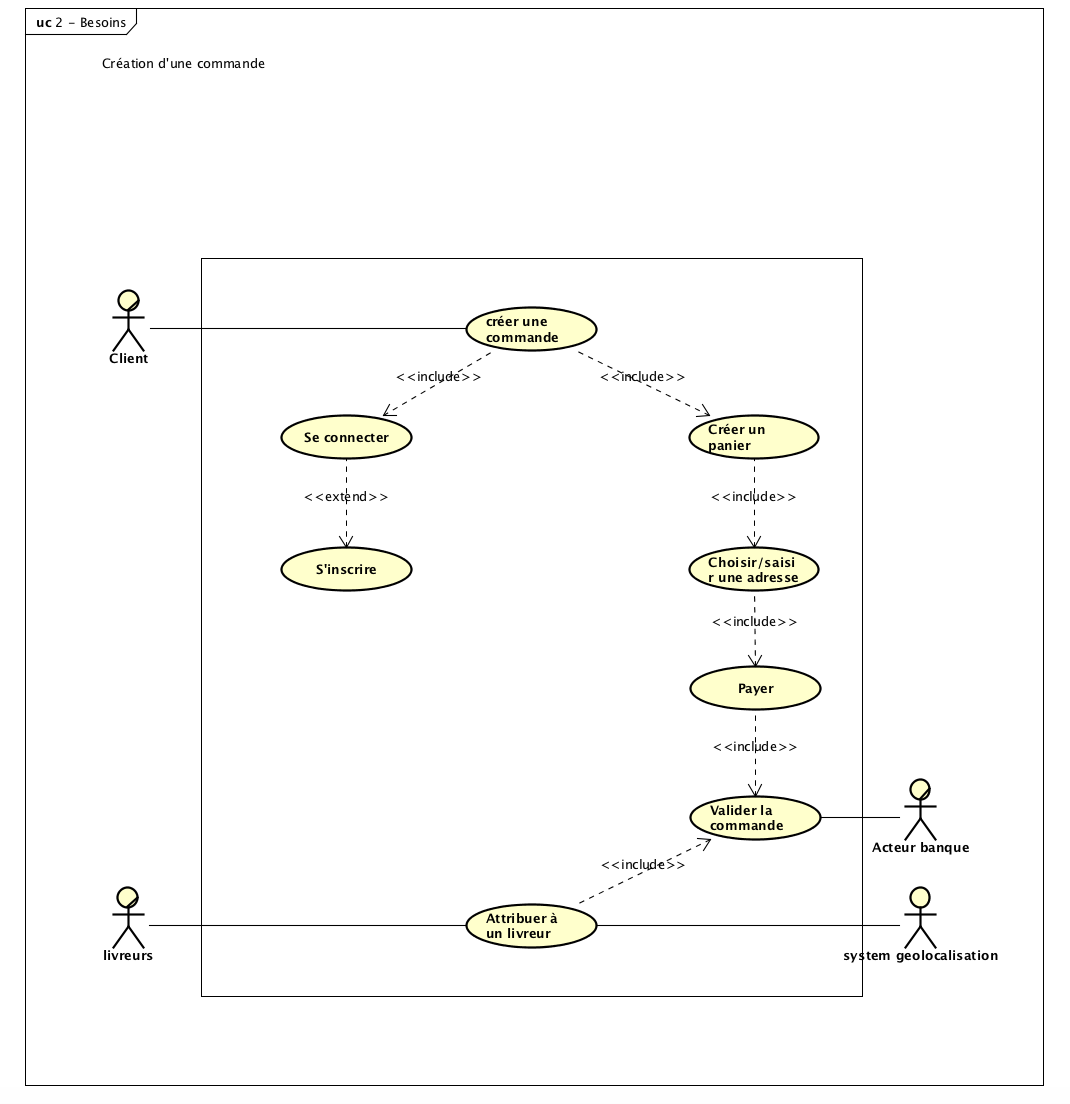 uc 2 - Besoins
Création d'une commande
Client
créer une
commande
<<include>>
<<include>>
Se connecter
Créer un
panier
<<extend>>
<<include>>
S'inscrire
Choisir/saisi
r une adresse
<<include>>
Payer
<<include>>
Valider la
commande
Acteur banque
<<include>>
Attribuer à
un livreur
livreurs
system geolocalisation